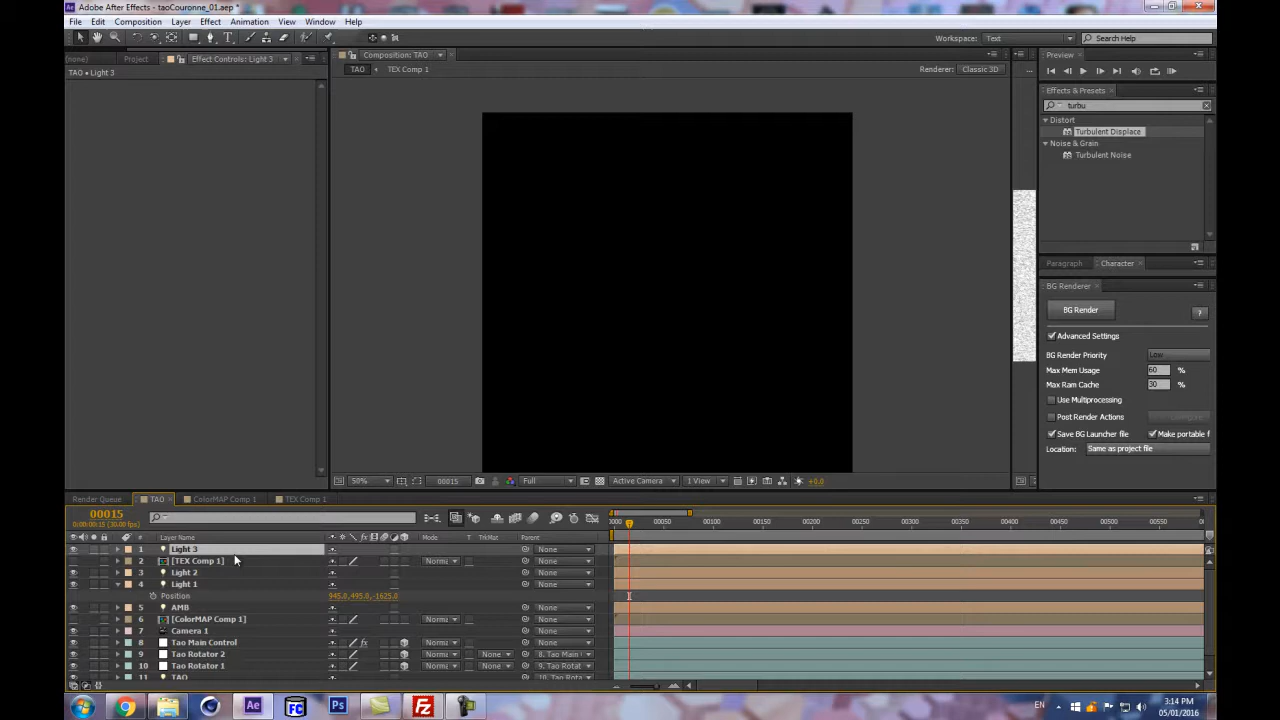 Adobe After Effects - taoCouronne_01.aep *
File Edit Composition Layer Effect Animation View Window Help
Workspace: Text Search Help
(none) Project Effect Controls: Light 3 Composition: TAO Preview
TAO • Light 3
TAO TEX Comp 1 Renderer: Classic 3D
Effects & Presets
turbu
Distort
Turbulent Displace
Noise & Grain
Turbulent Noise
Paragraph Character
BG Renderer
BG Render ?
Advanced Settings
BG Render Priority Low
Max Mem Usage 60 %
Max Ram Cache 30 %
Use Multiprocessing
Post Render Actions
Save BG Launcher file Make portable f
Location: Same as project file
50% 00015 Full Active Camera 1 View +0.0
Render Queue TAO ColorMAP Comp 1 TEX Comp 1
00015
0:00:00:15 (30.00 fps)
0000 00050 00100 00150 00200 00250 00300 00350 00400 00450 00500 00550 00
# Layer Name Mode T TrkMat Parent
1 Light 3 None
2 [TEX Comp 1] Norma None
3 Light 2 None
4 Light 1 None
Position 945.0,495.0,-1625.0
5 AMB None
6 [ColorMAP Comp 1] Norma None
7 Camera 1 None
8 Tao Main Control Norma None
9 Tao Rotator 2 Norma None 8. Tao Main
10 Tao Rotator 1 Norma None 9. Tao Rotat
11 TAO 10. Tao Rotat
EN 3:14 PM
05/01/2016